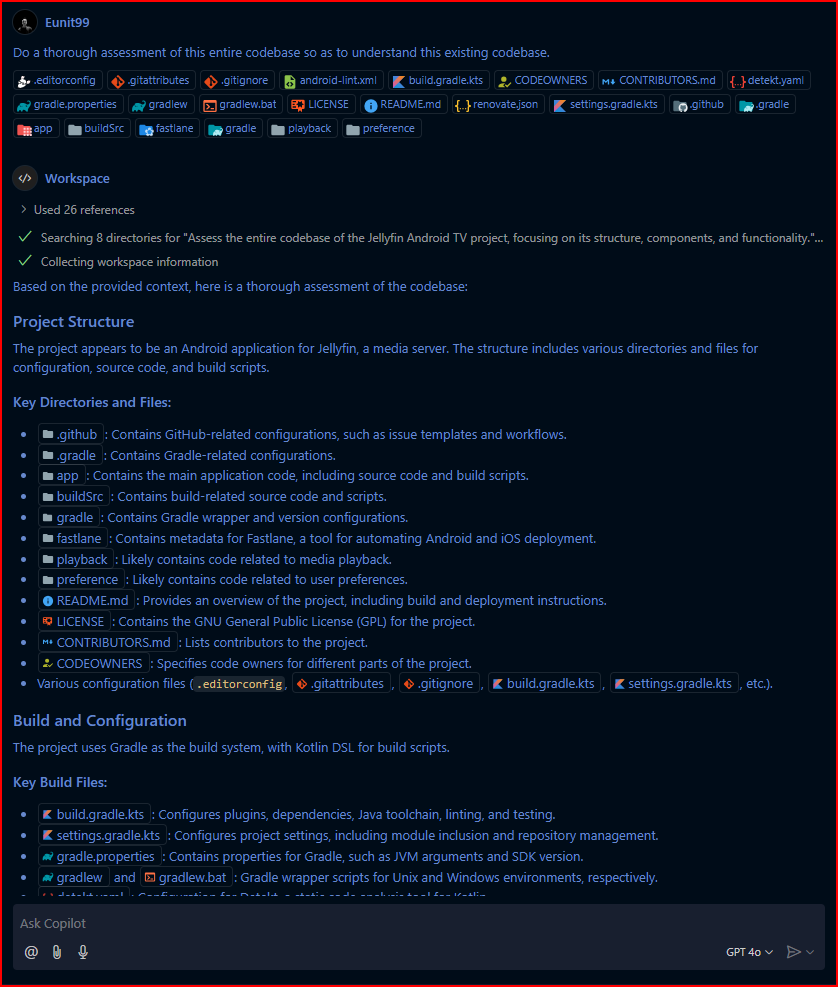 Eunit99
Do a thorough assessment of this entire codebase so as to understand this existing codebase.
.editorconfig .gitattributes .gitignore android-lint.xml build.gradle.kts CODEOWNERS CONTRIBUTORS.md detekt.yaml
gradle.properties gradlew gradlew.bat LICENSE README.md renovate.json settings.gradle.kts .github .gradle
app buildSrc fastlane gradle playback preference
Workspace
Used 26 references
Searching 8 directories for "Assess the entire codebase of the Jellyfin Android TV project, focusing on its structure, components, and functionality."...
Collecting workspace information
Based on the provided context, here is a thorough assessment of the codebase:
Project Structure
The project appears to be an Android application for Jellyfin, a media server. The structure includes various directories and files for
configuration, source code, and build scripts.
Key Directories and Files:
• .github : Contains GitHub-related configurations, such as issue templates and workflows.
• .gradle : Contains Gradle-related configurations.
• app : Contains the main application code, including source code and build scripts.
• buildSrc : Contains build-related source code and scripts.
• gradle : Contains Gradle wrapper and version configurations.
• fastlane : Contains metadata for Fastlane, a tool for automating Android and iOS deployment.
• playback : Likely contains code related to media playback.
• preference : Likely contains code related to user preferences.
• README.md : Provides an overview of the project, including build and deployment instructions.
• LICENSE : Contains the GNU General Public License (GPL) for the project.
• CONTRIBUTORS.md : Lists contributors to the project.
• CODEOWNERS : Specifies code owners for different parts of the project.
• Various configuration files (.editorconfig, .gitattributes , .gitignore , build.gradle.kts , settings.gradle.kts , etc.).
Build and Configuration
The project uses Gradle as the build system, with Kotlin DSL for build scripts.
Key Build Files:
• build.gradle.kts : Configures plugins, dependencies, Java toolchain, linting, and testing.
• settings.gradle.kts : Configures project settings, including module inclusion and repository management.
• gradle.properties : Contains properties for Gradle, such as JVM arguments and SDK version.
• gradlew and gradlew.bat : Gradle wrapper scripts for Unix and Windows environments, respectively.
• detekt.yaml : Configuration for Detekt, a static code analysis tool for Kotlin.
Ask Copilot
@ GPT 4o